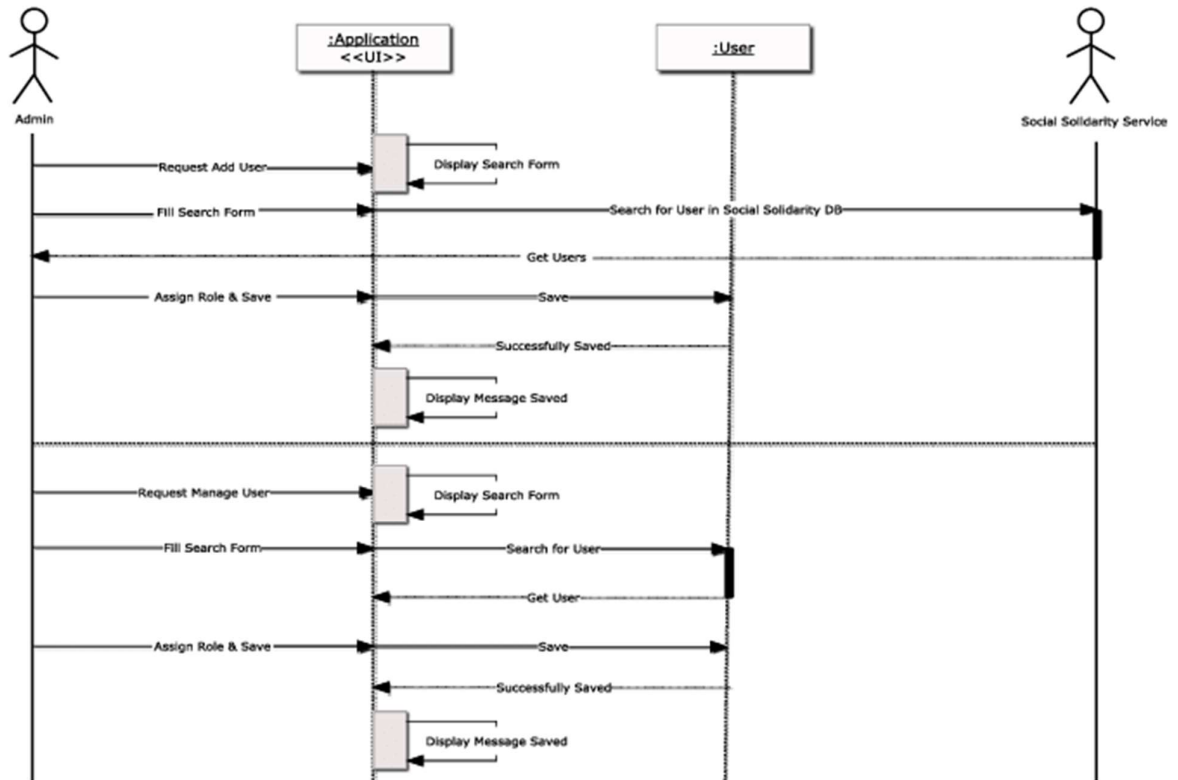 :Application
<<UI>>
:User
Admin
Social Solidarity Service
Request Add User
Display Search Form
Fill Search Form
Search for User in Social Solidarity DB
Get Users
Assign Role & Save
Save
Successfully Saved
Display Message Saved
Request Manage User
Display Search Form
Fill Search Form
Search for User
Get User
Assign Role & Save
Save
Successfully Saved
Display Message Saved